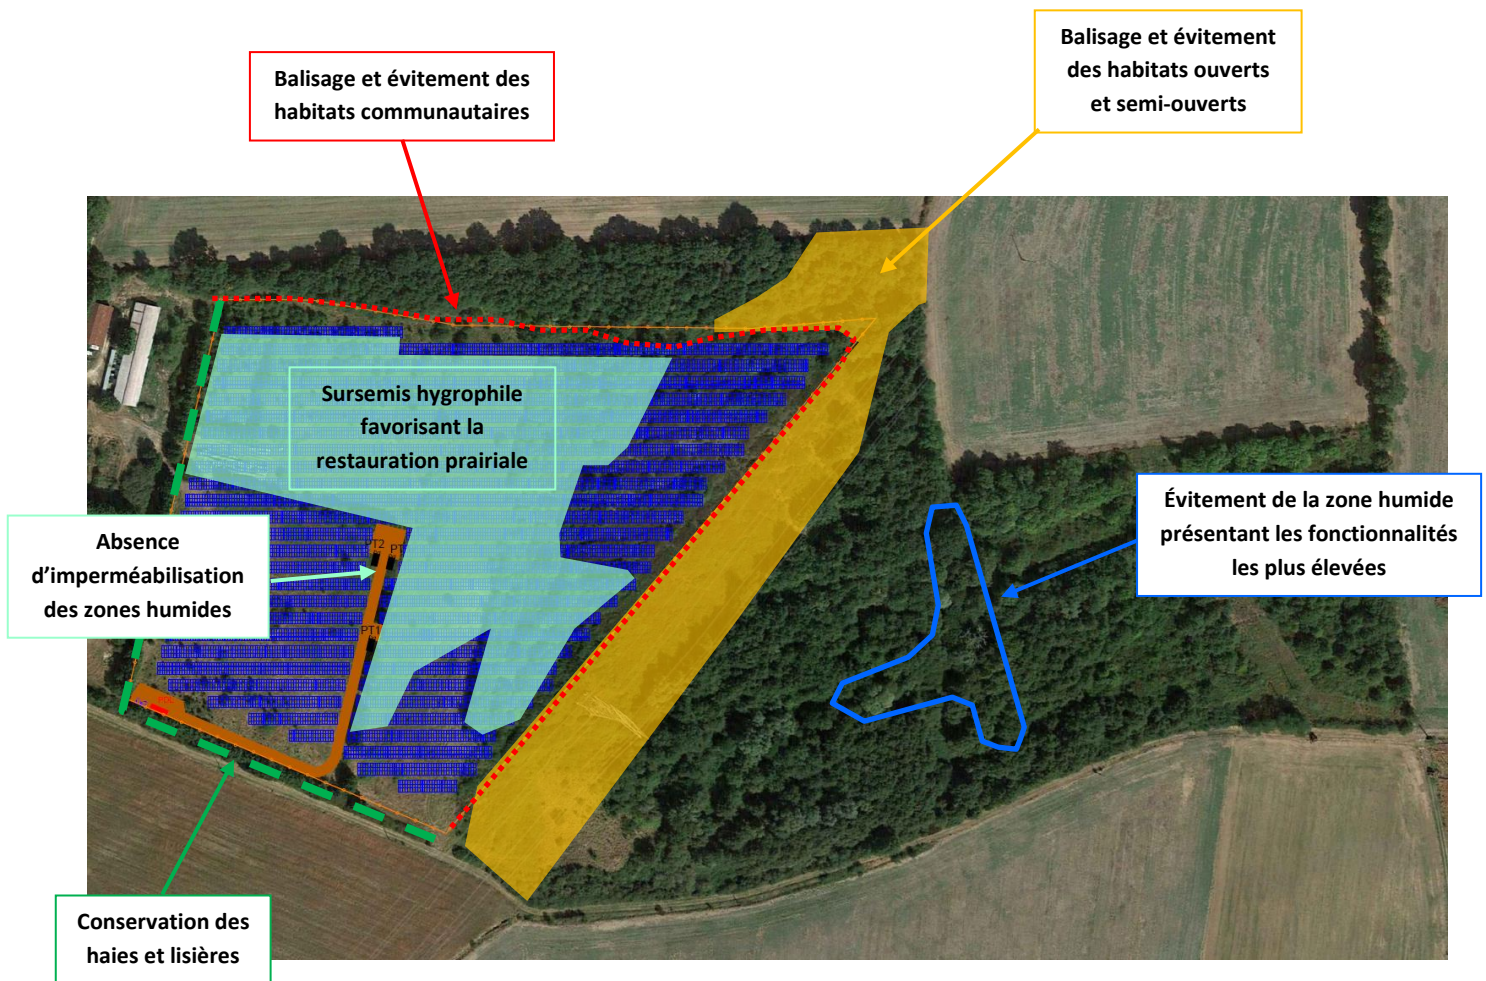 Balisage et évitement
des habitats ouverts
et semi-ouverts
Balisage et évitement des
habitats communautaires
Sursemis hygrophile
favorisant la
restauration prairiale
Évitement de la zone humide
présentant les fonctionnalités
les plus élevées
Absence
d’imperméabilisation
des zones humides
PT2
PT1
Conservation des
haies et lisières